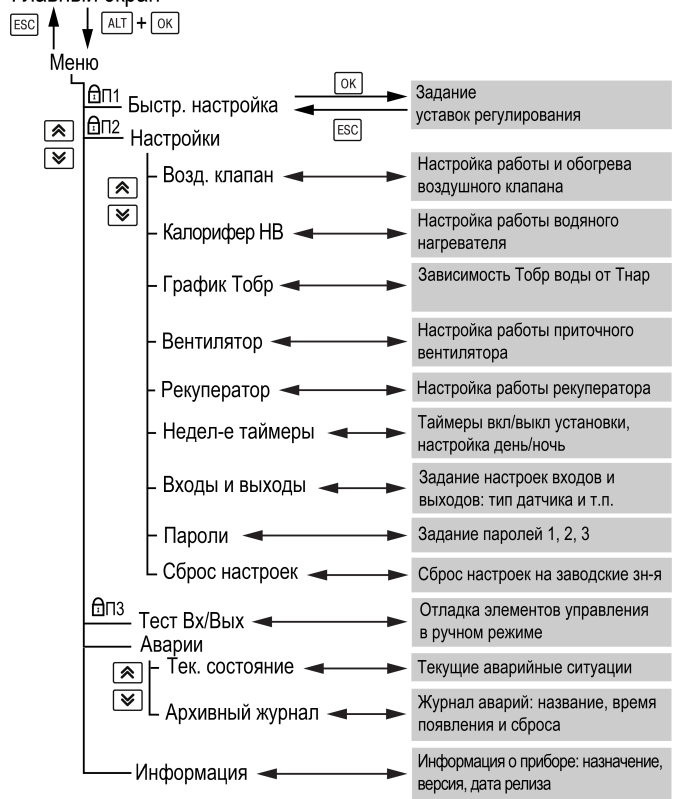 Главный экран
ESC
ALT + OK
Меню
П1 Быстр. настройка
OK
ESC
Задание
уставок регулирования
П2 Настройки
Возд. клапан
Настройка работы и обогрева
воздушного клапана
Калорифер НВ
Настройка работы водяного
нагревателя
График Тобр
Зависимость Тобр воды от Тнар
Вентилятор
Настройка работы приточного
вентилятора
Рекуператор
Настройка работы рекуператора
Недел-е таймеры
Таймеры вкл/выкл установки,
настройка день/ночь
Входы и выходы
Задание настроек входов и
выходов: тип датчика и т.п.
Пароли
Задание паролей 1, 2, 3
Сброс настроек
Сброс настроек на заводские зн-я
П3 Тест Вх/Вых
Отладка элементов управления
в ручном режиме
Аварии
Тек. состояние
Текущие аварийные ситуации
Архивный журнал
Журнал аварий: название, время
появления и сброса
Информация
Информация о приборе: назначение,
версия, дата релиза